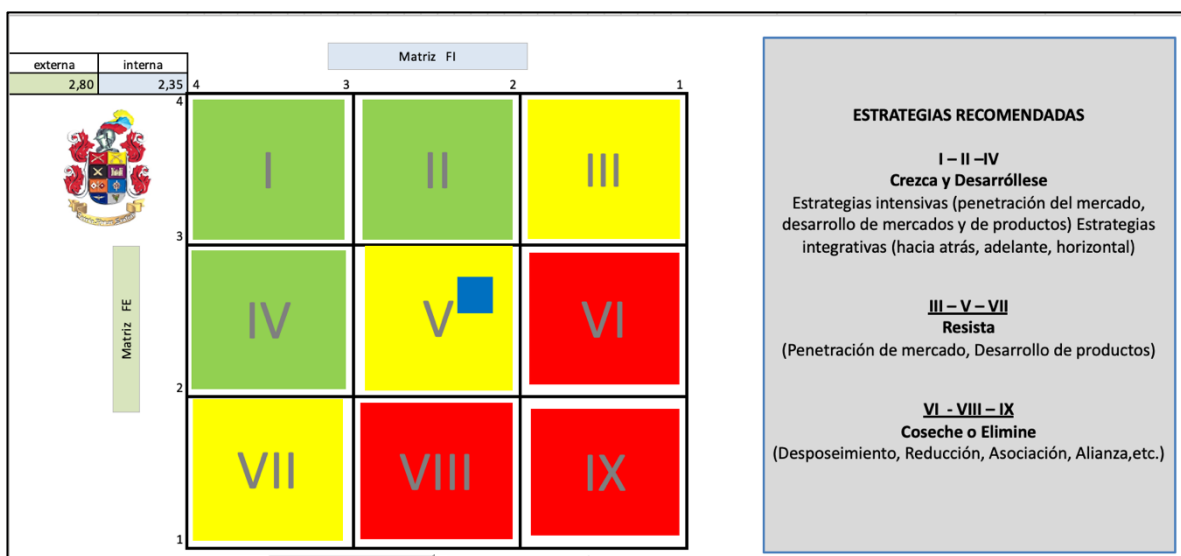 Matriz FI
externa interna
2,80 2,35 4 3 2 1
4
I II III
3
IV V VI
Matriz FE
2
VII VIII IX
1
ESTRATEGIAS RECOMENDADAS
I – II –IV
Crezca y Desarróllese
Estrategias intensivas (penetración del mercado,
desarrollo de mercados y de productos) Estrategias
integrativas (hacia atrás, adelante, horizontal)
III – V – VII
Resista
(Penetración de mercado, Desarrollo de productos)
VI - VIII – IX
Coseche o Elimine
(Desposeimiento, Reducción, Asociación, Alianza,etc.)